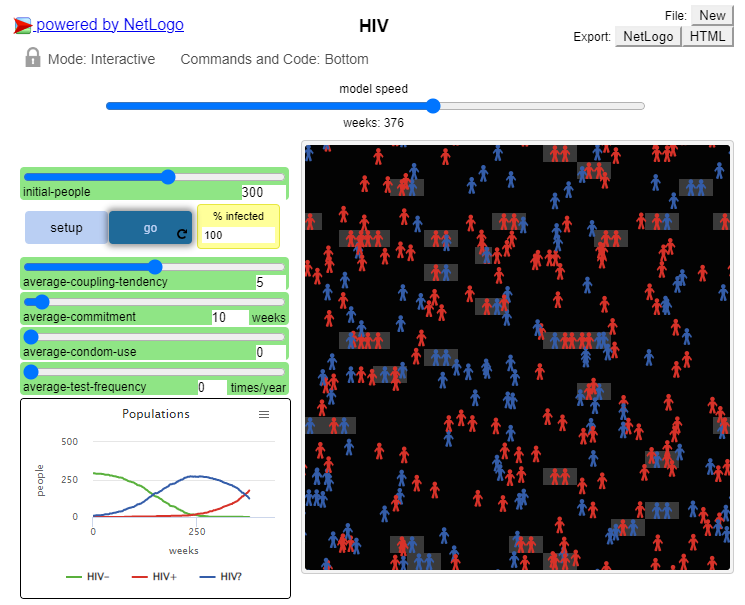 powered by NetLogo
HIV
File: New
Export: NetLogo HTML
Mode: Interactive Commands and Code: Bottom
model speed
weeks: 376
initial-people 300
setup
go
% infected
100
average-coupling-tendency 5
average-commitment 10 weeks
average-condom-use 0
average-test-frequency 0 times/year
Populations
500
250
0
people
0 250
weeks
HIV− HIV+ HIV?